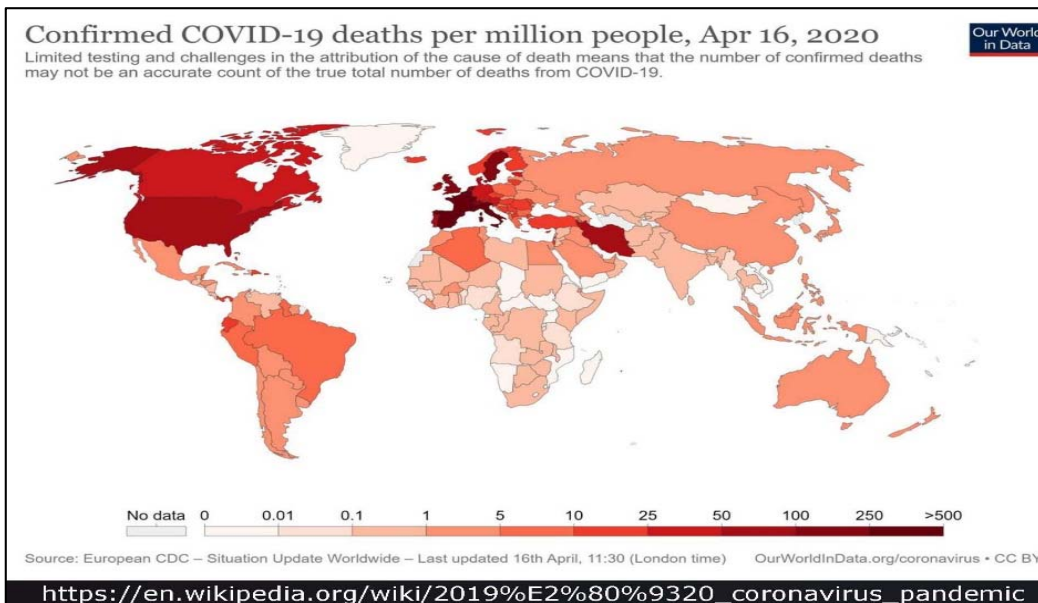 Confirmed COVID-19 deaths per million people, Apr 16, 2020
Our World
in Data
Limited testing and challenges in the attribution of the cause of death means that the number of confirmed deaths
may not be an accurate count of the true total number of deaths from COVID-19.
No data 0 0.01 0.1 1 5 10 25 50 100 250 >500
Source: European CDC – Situation Update Worldwide – Last updated 16th April, 11:30 (London time) OurWorldInData.org/coronavirus • CC BY
https://en.wikipedia.org/wiki/2019%E2%80%9320_coronavirus_pandemic